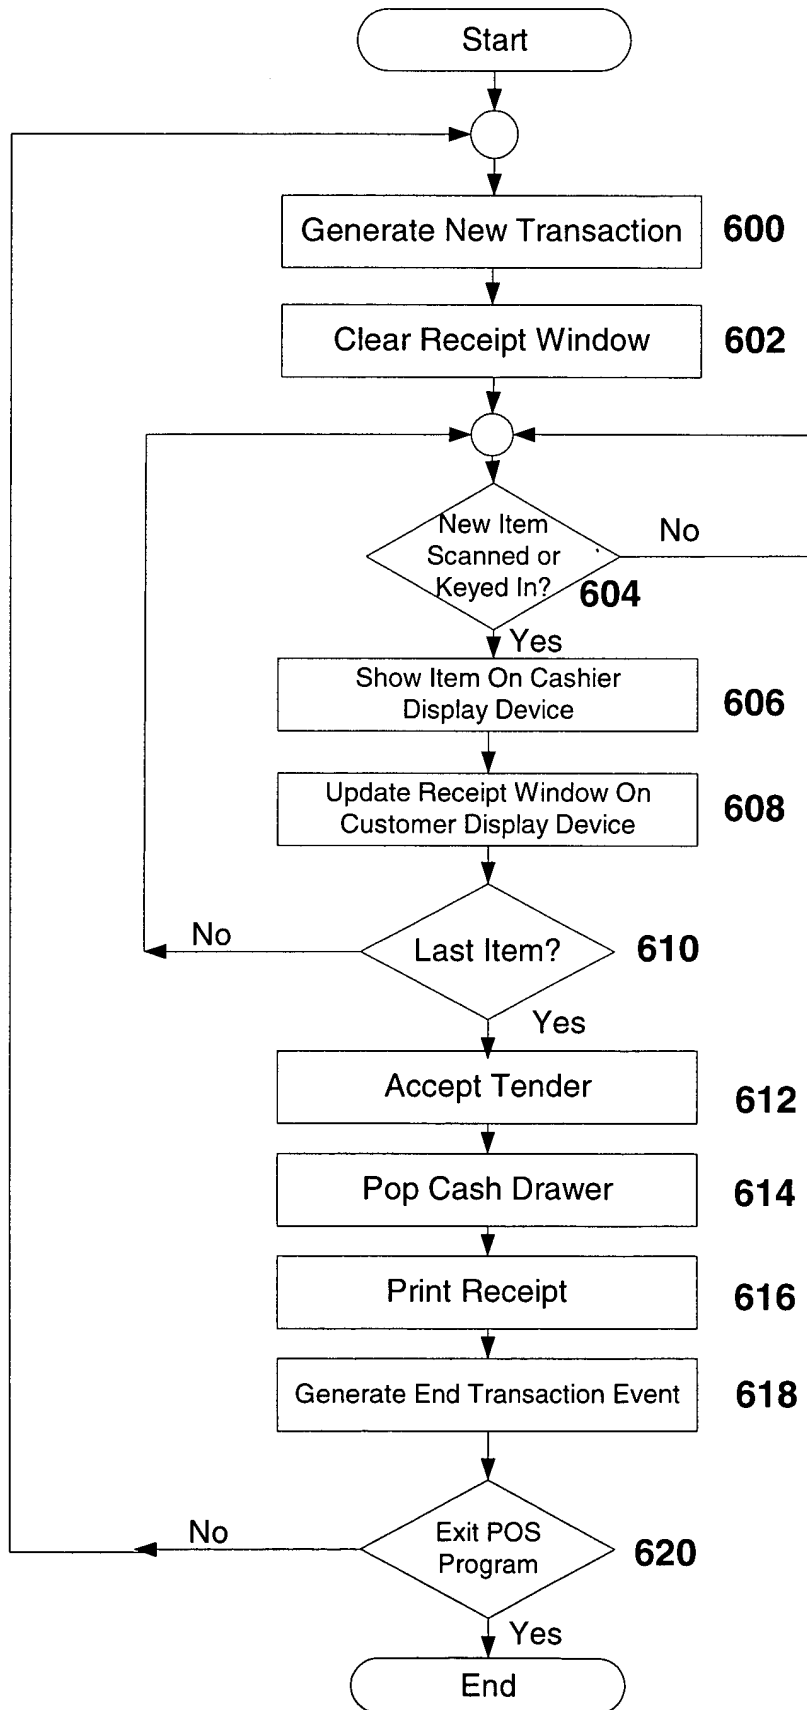 Start
Generate New Transaction
600
Clear Receipt Window
602
New Item
Scanned or
Keyed In?
604
No
Yes
Show Item On Cashier
Display Device
606
Update Receipt Window On
Customer Display Device
608
Last Item?
610
No
Yes
Accept Tender
612
Pop Cash Drawer
614
Print Receipt
616
Generate End Transaction Event
618
Exit POS
Program
620
No
Yes
End